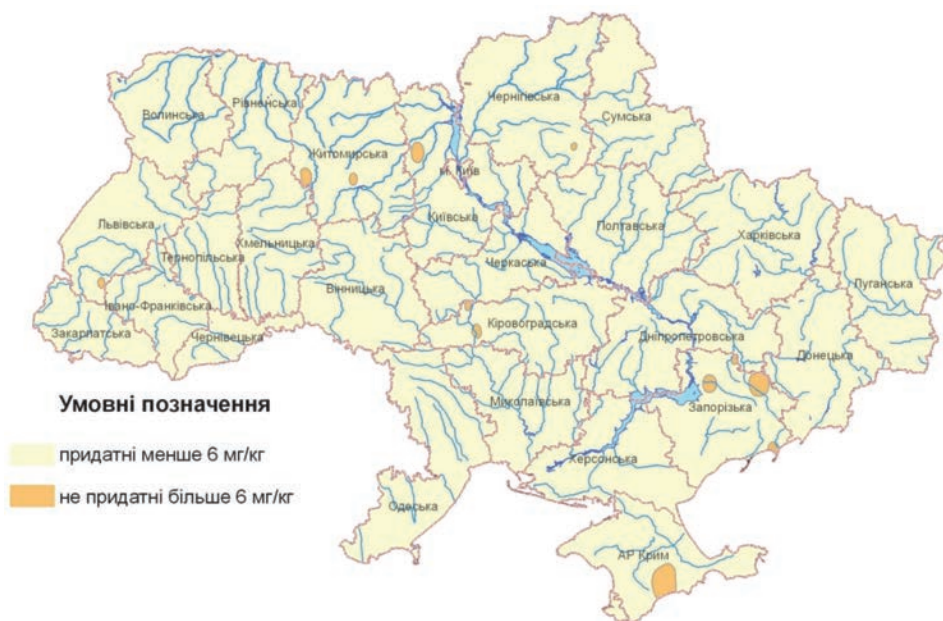 Чернігівська
Сумська
Волинська
Рівненська
Житомирська
м. Київ
Київська
Львівська
Тернопільська
Хмельницька
Полтавська
Харківська
Черкаська
Луганська
Вінницька
Івано-Франківська
Закарпатська
Чернівецька
Кіровоградська
Дніпропетровська
Донецька
Миколаївська
Запорізька
Херсонська
Одеська
АР Крим
Умовні позначення
придатні менше 6 мг/кг
не придатні більше 6 мг/кг